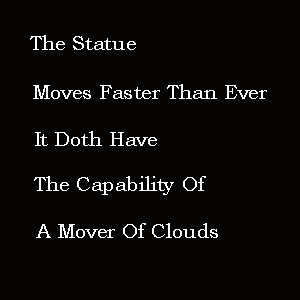 The Statue
Moves Faster Than Ever
It Doth Have
The Capability Of
A Mover Of Clouds